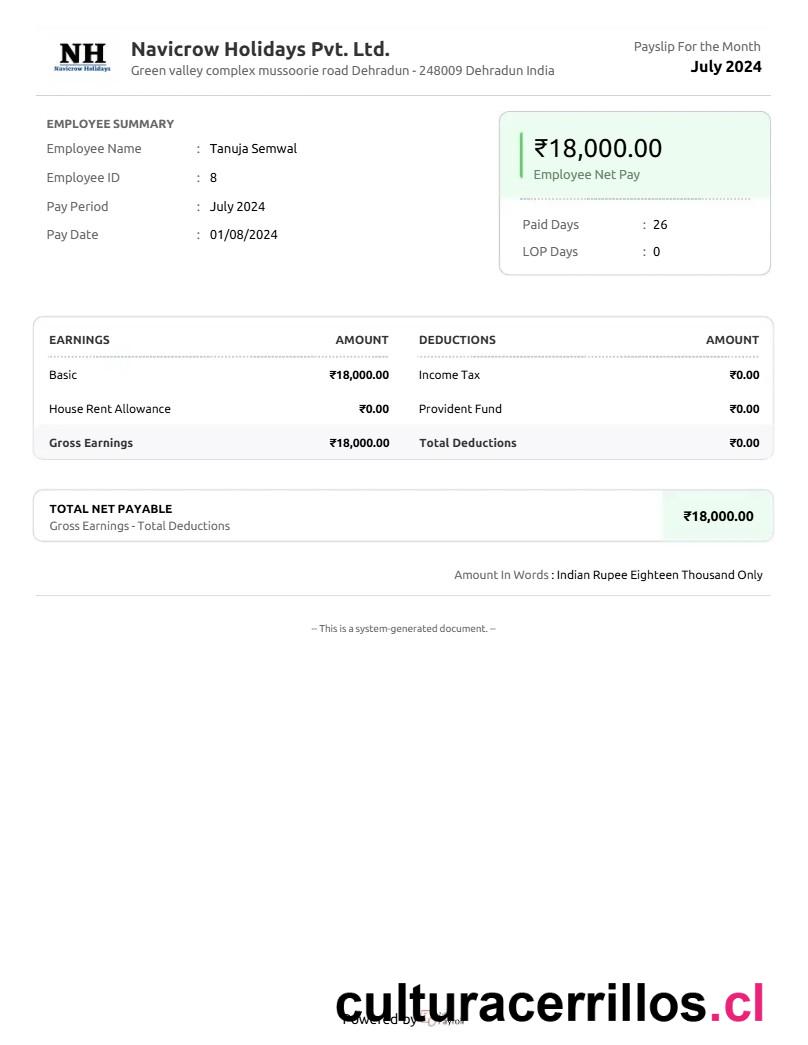 NH
Navicrow Holidays
Navicrow Holidays Pvt. Ltd.
Green valley complex mussoorie road Dehradun - 248009 Dehradun India
Payslip For the Month
July 2024
EMPLOYEE SUMMARY
Employee Name : Tanuja Semwal
Employee ID : 8
Pay Period : July 2024
Pay Date : 01/08/2024
₹18,000.00
Employee Net Pay
Paid Days : 26
LOP Days : 0
EARNINGS AMOUNT DEDUCTIONS AMOUNT
Basic ₹18,000.00 Income Tax ₹0.00
House Rent Allowance ₹0.00 Provident Fund ₹0.00
Gross Earnings ₹18,000.00 Total Deductions ₹0.00
TOTAL NET PAYABLE
Gross Earnings - Total Deductions
₹18,000.00
Amount In Words : Indian Rupee Eighteen Thousand Only
-- This is a system-generated document. --
culturacerrillos.cl
Powered by